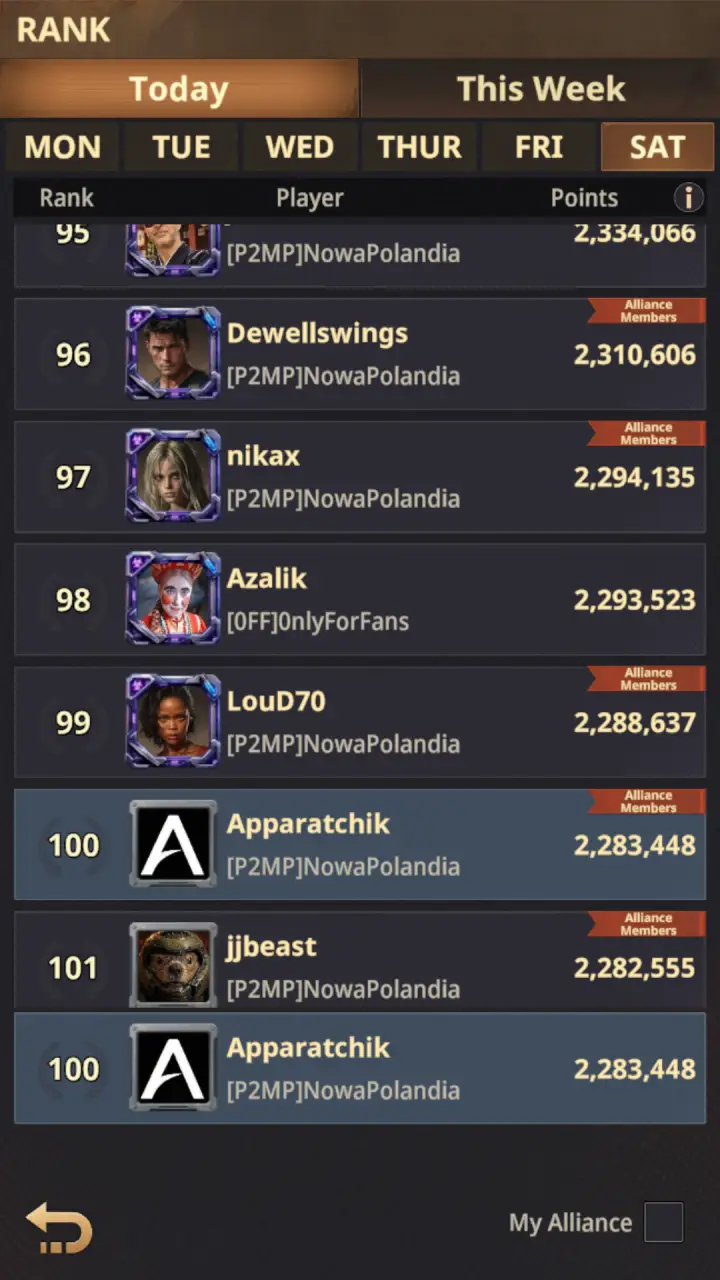 RANK
Today
This Week
MON
TUE
WED
THUR
FRI
SAT
Rank
Player
Points
95
[P2MP]NowaPolandia
2,334,066
Alliance
Members
96
Dewellswings
[P2MP]NowaPolandia
2,310,606
Alliance
Members
97
nikax
[P2MP]NowaPolandia
2,294,135
98
Azalik
[0FF]0nlyForFans
2,293,523
Alliance
Members
99
LouD70
[P2MP]NowaPolandia
2,288,637
Alliance
Members
100
Apparatchik
[P2MP]NowaPolandia
2,283,448
Alliance
Members
101
jjbeast
[P2MP]NowaPolandia
2,282,555
100
Apparatchik
[P2MP]NowaPolandia
2,283,448
My Alliance